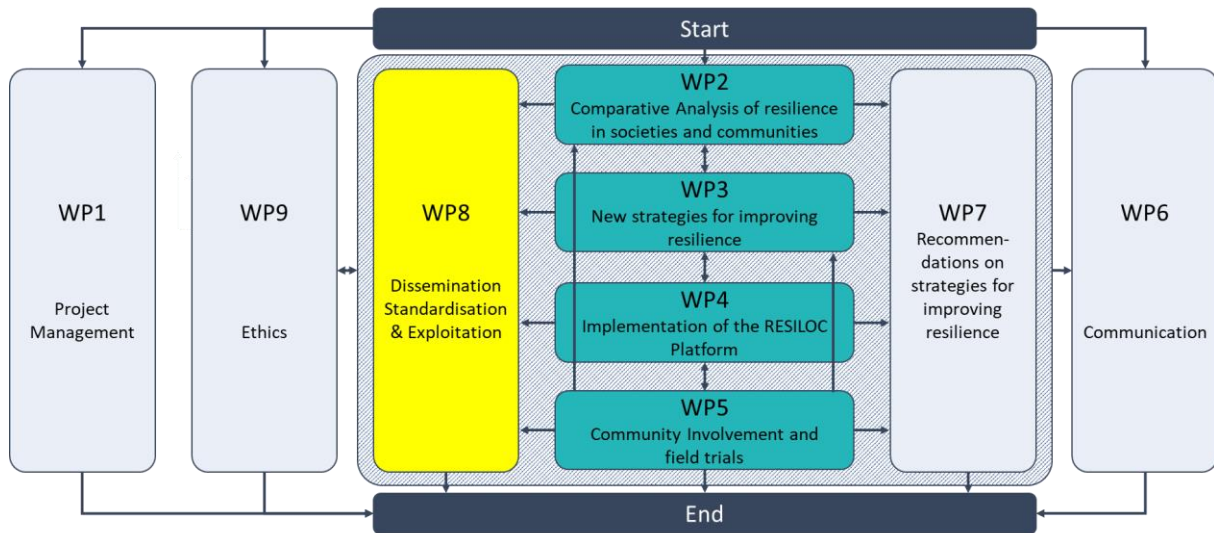 Start
WP1
Project
Management
WP9
Ethics
WP8
Dissemination
Standardisation
& Exploitation
WP2
Comparative Analysis of resilience
in societies and communities
WP3
New strategies for improving
resilience
WP4
Implementation of the RESILOC
Platform
WP5
Community Involvement and
field trials
WP7
Recommen-
dations on
strategies for
improving
resilience
WP6
Communication
End